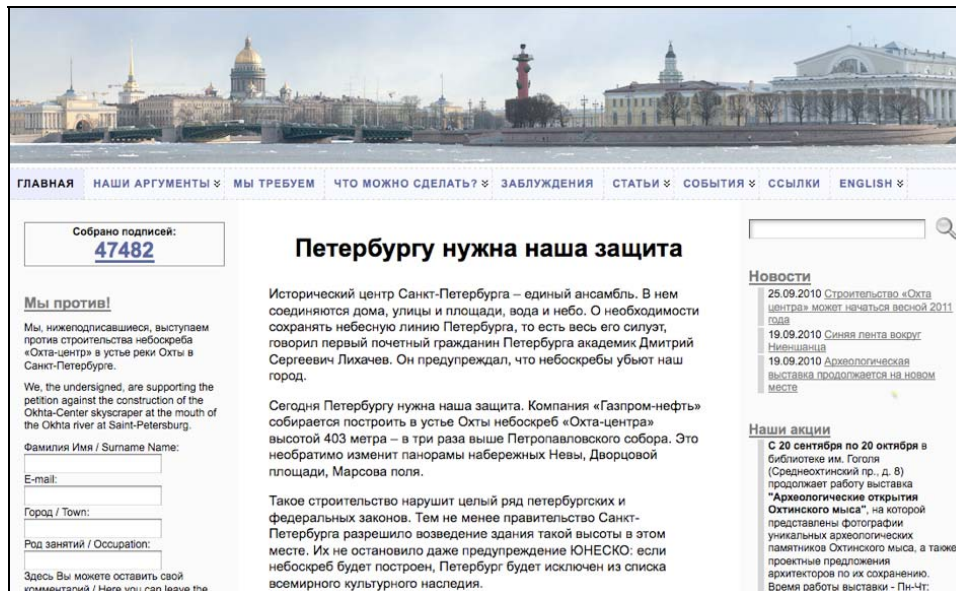 ГЛАВНАЯ НАШИ АРГУМЕНТЫ МЫ ТРЕБУЕМ ЧТО МОЖНО СДЕЛАТЬ? ЗАБЛУЖДЕНИЯ СТАТЬИ СОБЫТИЯ ССЫЛКИ ENGLISH
Собрано подписей:
47482
Мы против!
Мы, нижеподписавшиеся, выступаем
против строительства небоскреба
«Охта-центр» в устье реки Охты в
Санкт-Петербурге.
We, the undersigned, are supporting the
petition against the construction of the
Okhta-Center skyscraper at the mouth of
the Okhta river at Saint-Petersburg.
Фамилия Имя / Surname Name:
E-mail:
Город / Town:
Род занятий / Occupation:
Здесь Вы можете оставить свой
комментарий / Here you can leave the
Петербургу нужна наша защита
Исторический центр Санкт-Петербурга – единый ансамбль. В нем
соединяются дома, улицы и площади, вода и небо. О необходимости
сохранять небесную линию Петербурга, то есть весь его силуэт,
говорил первый почетный гражданин Петербурга академик Дмитрий
Сергеевич Лихачев. Он предупреждал, что небоскребы убьют наш
город.
Сегодня Петербургу нужна наша защита. Компания «Газпром-нефть»
собирается построить в устье Охты небоскреб «Охта-центра»
высотой 403 метра – в три раза выше Петропавловского собора. Это
необратимо изменит панорамы набережных Невы, Дворцовой
площади, Марсова поля.
Такое строительство нарушит целый ряд петербургских и
федеральных законов. Тем не менее правительство Санкт-
Петербурга разрешило возведение здания такой высоты в этом
месте. Их не остановило даже предупреждение ЮНЕСКО: если
небоскреб будет построен, Петербург будет исключен из списка
всемирного культурного наследия.
Новости
25.09.2010 Строительство «Охта
центра» может начаться весной 2011
года
19.09.2010 Синяя лента вокруг
Ниеншанца
19.09.2010 Археологическая
выставка продолжается на новом
месте
Наши акции
С 20 сентября по 20 октября в
библиотеке им. Гоголя
(Среднеохтинский пр., д. 8)
продолжает работу выставка
"Археологические открытия
Охтинского мыса", на которой
представлены фотографии
уникальных археологических
памятников Охтинского мыса, а также
проектные предложения
архитекторов по их сохранению.
Время работы выставки - Пн-Чт: